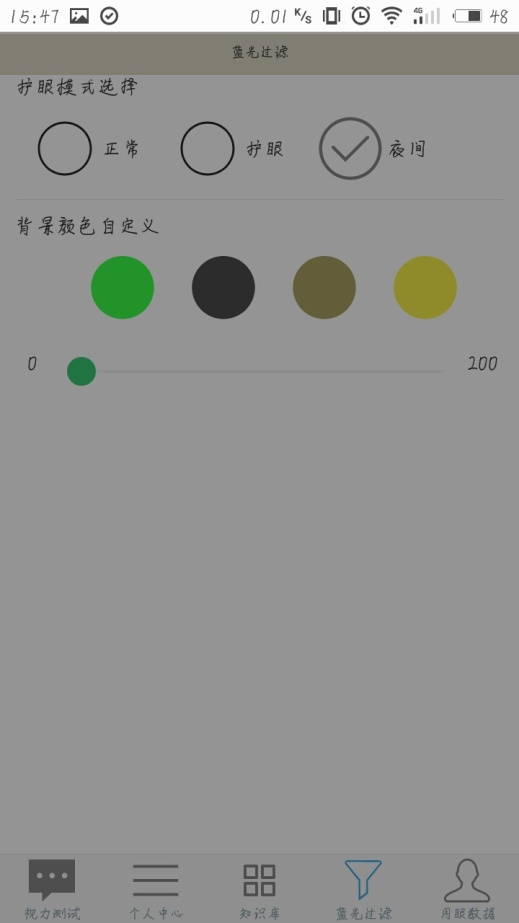 15:47 0.01 K/s 4G 48
蓝光过滤
护眼模式选择
正常 护眼 夜间
背景颜色自定义
0 200
视力测试 个人中心 知识库 蓝光过滤 用眼数据